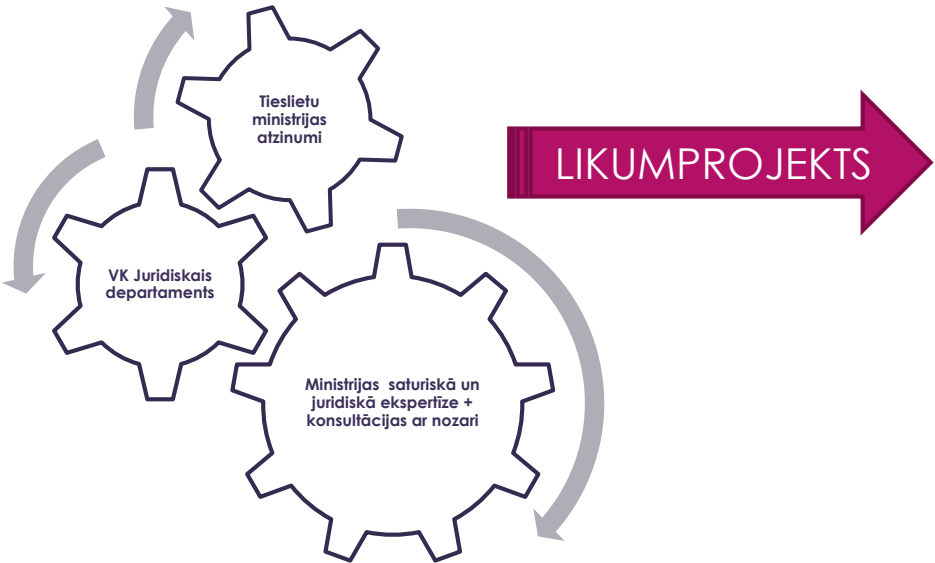 Tieslietu
ministrijas
atzinumi
LIKUMPROJEKTS
VK Juridiskais
departaments
Ministrijas saturiskā un
juridiskā ekspertīze +
konsultācijas ar nozari